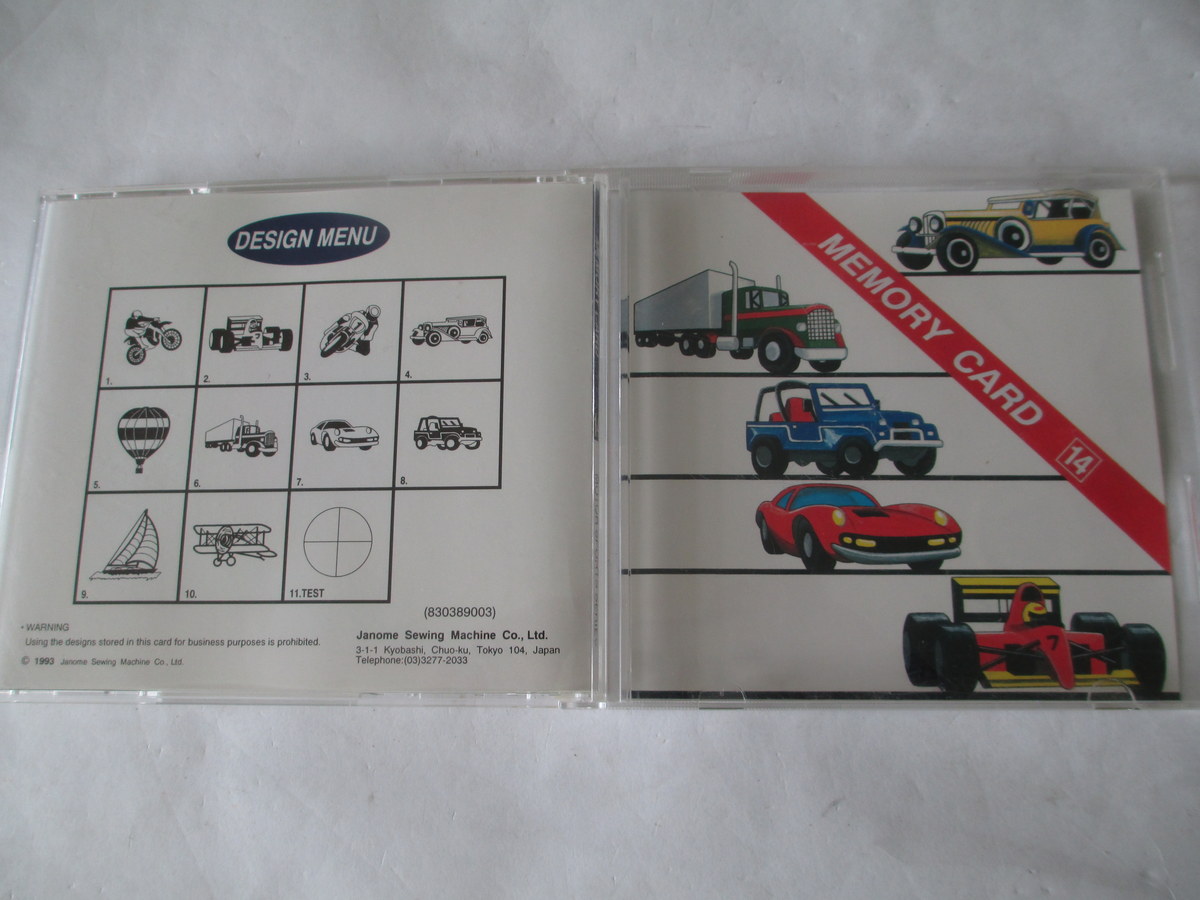 DESIGN MENU
1.
2.
3.
4.
5.
6.
7.
8.
9.
10.
11.TEST
(830389003)
• WARNING
Using the designs stored in this card for business purposes is prohibited.
© 1993 Janome Sewing Machine Co., Ltd.
Janome Sewing Machine Co., Ltd.
3-1-1 Kyobashi, Chuo-ku, Tokyo 104, Japan
Telephone:(03)3277-2033
MEMORY CARD
14
7